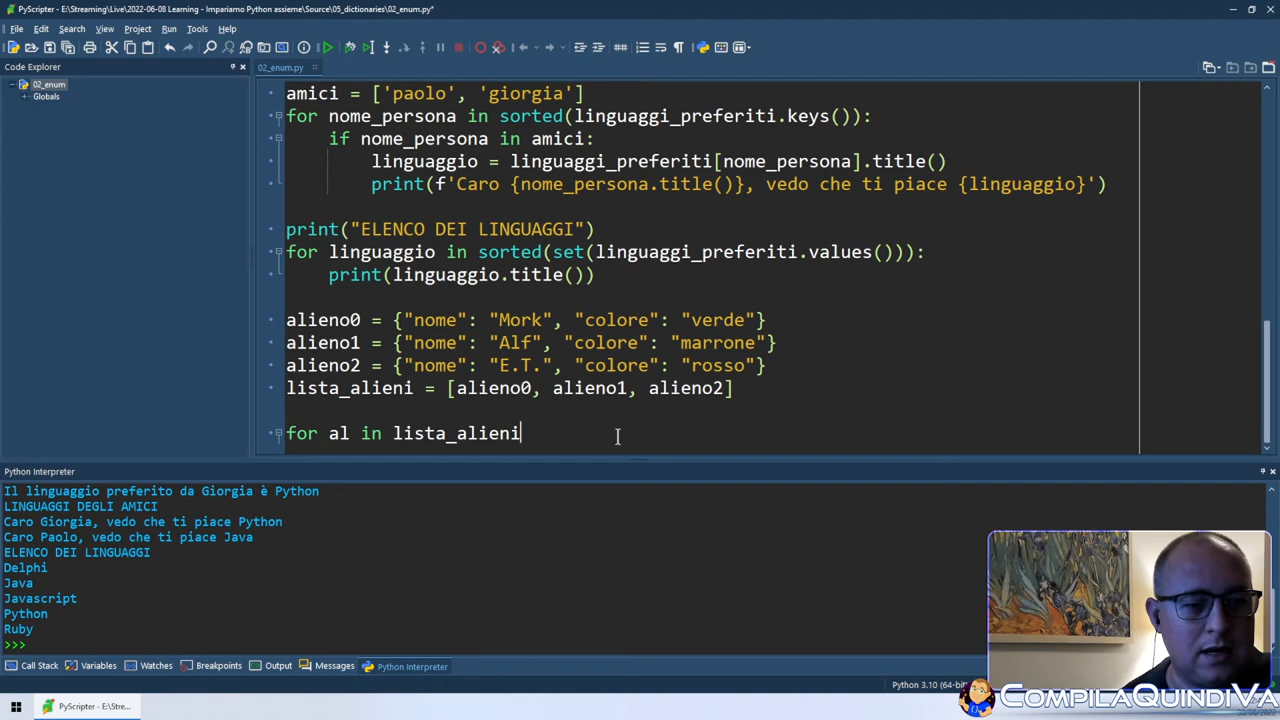 PyScripter - E:\Streaming\Live\2022-06-08 Learning - Impariamo Python assieme\Source\05_dictionaries\02_enum.py*
File Edit Search View Project Run Tools Help
Code Explorer
02_enum.py
02_enum
Globals
amici = ['paolo', 'giorgia']
for nome_persona in sorted(linguaggi_preferiti.keys()):
if nome_persona in amici:
linguaggio = linguaggi_preferiti[nome_persona].title()
print(f'Caro {nome_persona.title()}, vedo che ti piace {linguaggio}')
print("ELENCO DEI LINGUAGGI")
for linguaggio in sorted(set(linguaggi_preferiti.values())):
print(linguaggio.title())
alieno0 = {"nome": "Mork", "colore": "verde"}
alieno1 = {"nome": "Alf", "colore": "marrone"}
alieno2 = {"nome": "E.T.", "colore": "rosso"}
lista_alieni = [alieno0, alieno1, alieno2]
for al in lista_alieni
Python Interpreter
Il linguaggio preferito da Giorgia è Python
LINGUAGGI DEGLI AMICI
Caro Giorgia, vedo che ti piace Python
Caro Paolo, vedo che ti piace Java
ELENCO DEI LINGUAGGI
Delphi
Java
Javascript
Python
Ruby
>>>
Call Stack Variables Watches Breakpoints Output Messages Python Interpreter
Python 3.10 (64-bit)
PyScripter - E:\Stre...
COMPILAQUINDIVA